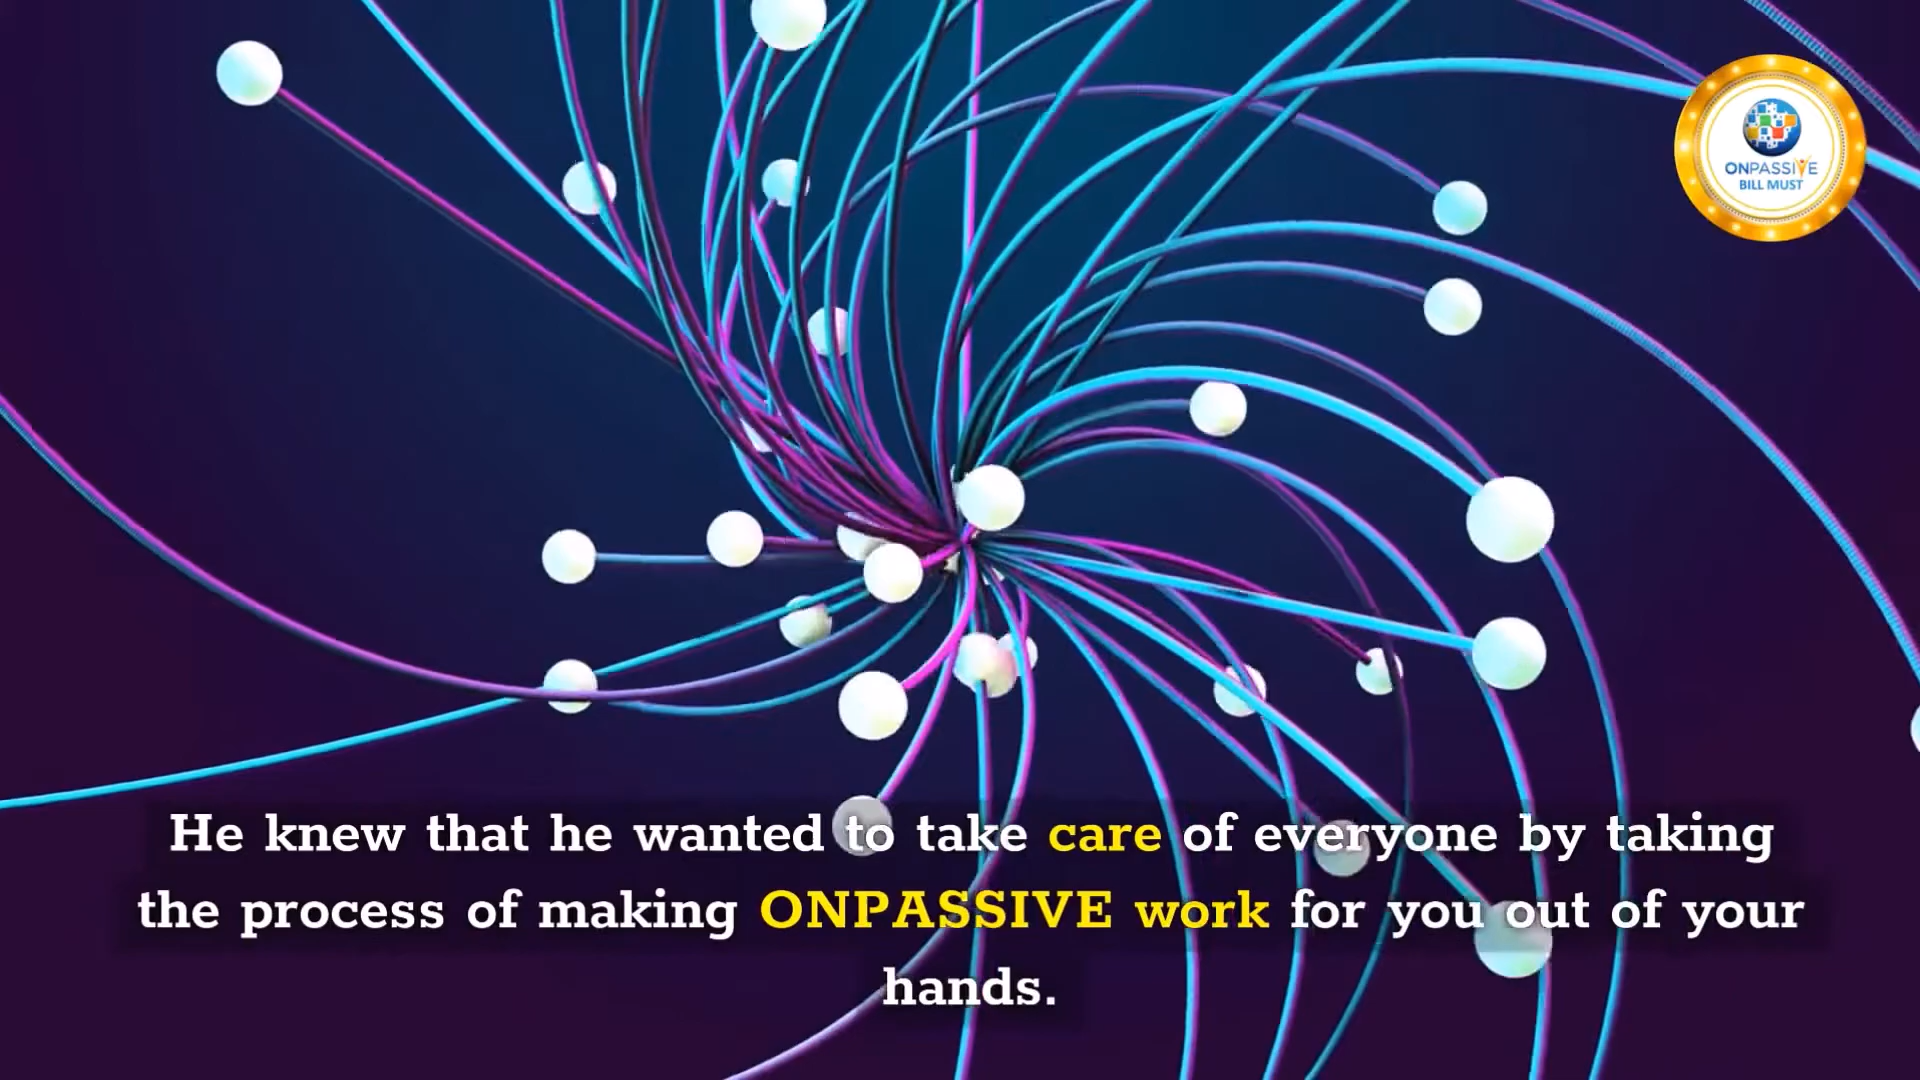 ONPASSIVE
BILL MUST
He knew that he wanted to take care of everyone by taking
the process of making ONPASSIVE work for you out of your
hands.